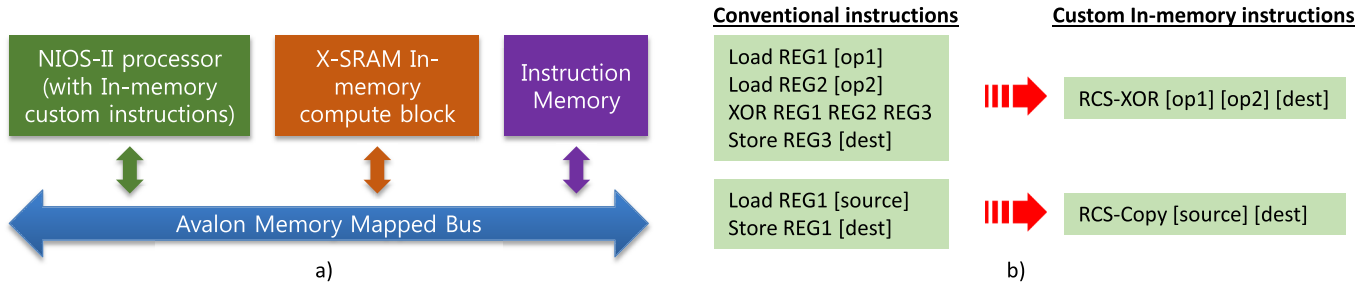 NIOS-II processor
(with In-memory
custom instructions)
X-SRAM In-
memory
compute block
Instruction
Memory
Avalon Memory Mapped Bus
a)
Conventional instructions
Load REG1 [op1]
Load REG2 [op2]
XOR REG1 REG2 REG3
Store REG3 [dest]
Load REG1 [source]
Store REG1 [dest]
Custom In-memory instructions
RCS-XOR [op1] [op2] [dest]
RCS-Copy [source] [dest]
b)